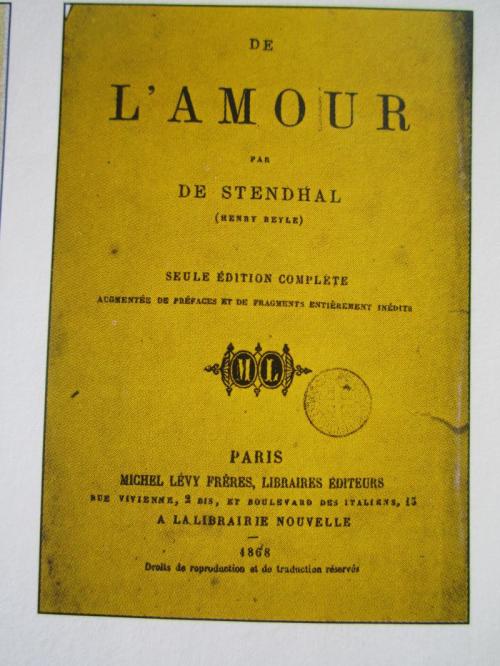 DE
L'AMOUR
PAR
DE STENDHAL
(HENRY BEYLE)
SEULE ÉDITION COMPLÈTE
AUGMENTÉE DE PRÉFACES ET DE FRAGMENTS ENTIÈREMENT INÉDITS
ML
PARIS
MICHEL LÉVY FRÈRES, LIBRAIRES ÉDITEURS
RUE VIVIENNE, 2 BIS, ET BOULEVARD DES ITALIENS, 15
A LA LIBRAIRIE NOUVELLE
1868
Droits de reproduction et de traduction réservés